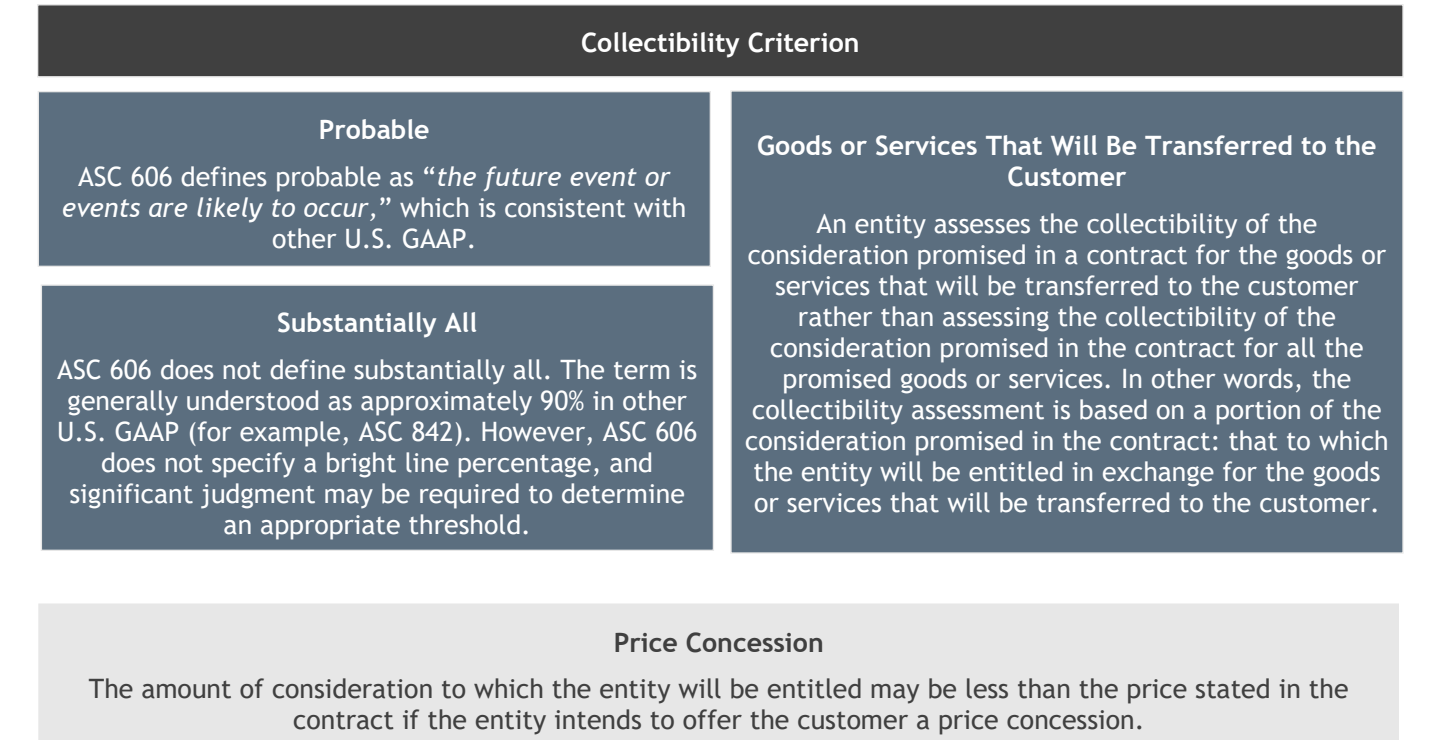 Collectibility Criterion
Probable
ASC 606 defines probable as “the future event or
events are likely to occur,” which is consistent with
other U.S. GAAP.
Substantially All
ASC 606 does not define substantially all. The term is
generally understood as approximately 90% in other
U.S. GAAP (for example, ASC 842). However, ASC 606
does not specify a bright line percentage, and
significant judgment may be required to determine
an appropriate threshold.
Goods or Services That Will Be Transferred to the
Customer
An entity assesses the collectibility of the
consideration promised in a contract for the goods or
services that will be transferred to the customer
rather than assessing the collectibility of the
consideration promised in the contract for all the
promised goods or services. In other words, the
collectibility assessment is based on a portion of the
consideration promised in the contract: that to which
the entity will be entitled in exchange for the goods
or services that will be transferred to the customer.
Price Concession
The amount of consideration to which the entity will be entitled may be less than the price stated in the
contract if the entity intends to offer the customer a price concession.